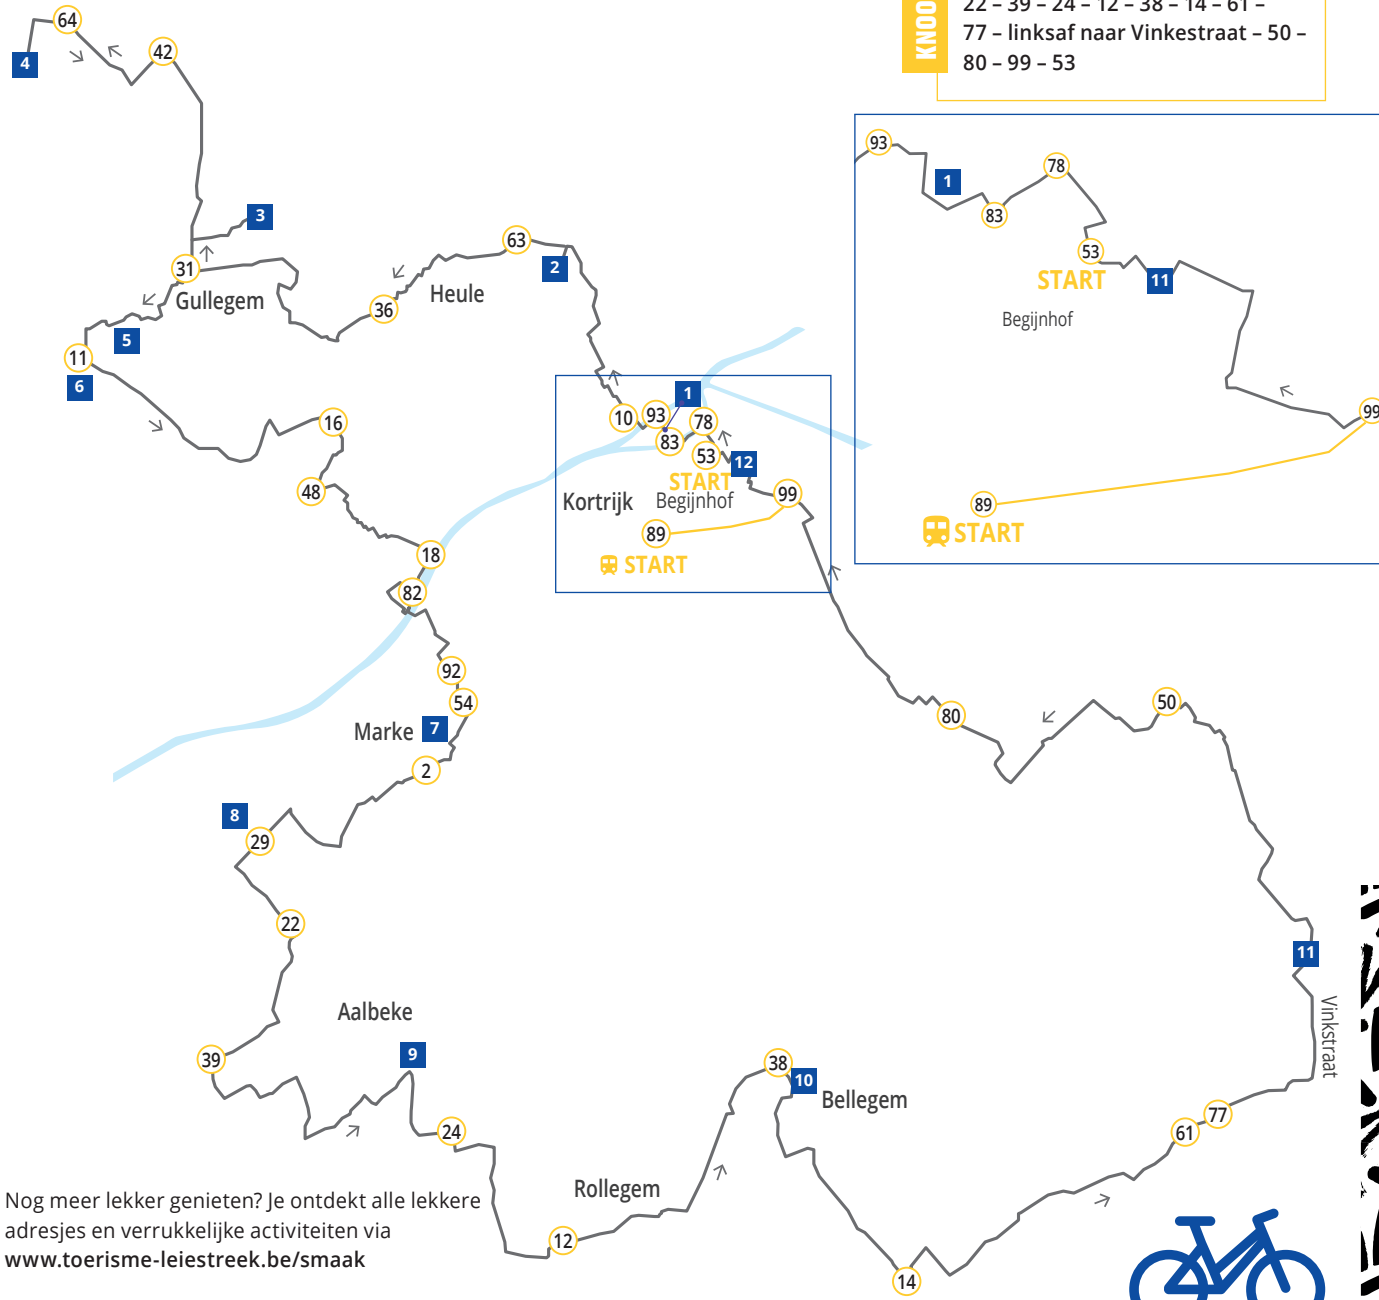 KNOO
22 – 39 – 24 – 12 – 38 – 14 – 61 –
77 – linksaf naar Vinkestraat – 50 –
80 – 99 – 53
64
42
4
3
31
Gullegem
5
11
6
63
2
36
Heule
93
1
78
83
53
START
11
Begijnhof
99
89
START
10
93
1
78
83
53
START
12
Kortrijk
Begijnhof
99
89
START
16
48
18
82
92
54
Marke
7
2
8
29
22
80
50
11
Vinkstraat
Aalbeke
39
9
24
38
10
Bellegem
77
61
Rollegem
12
14
Nog meer lekker genieten? Je ontdekt alle lekkere
adresjes en verrukkelijke activiteiten via
www.toerisme-leiestreek.be/smaak